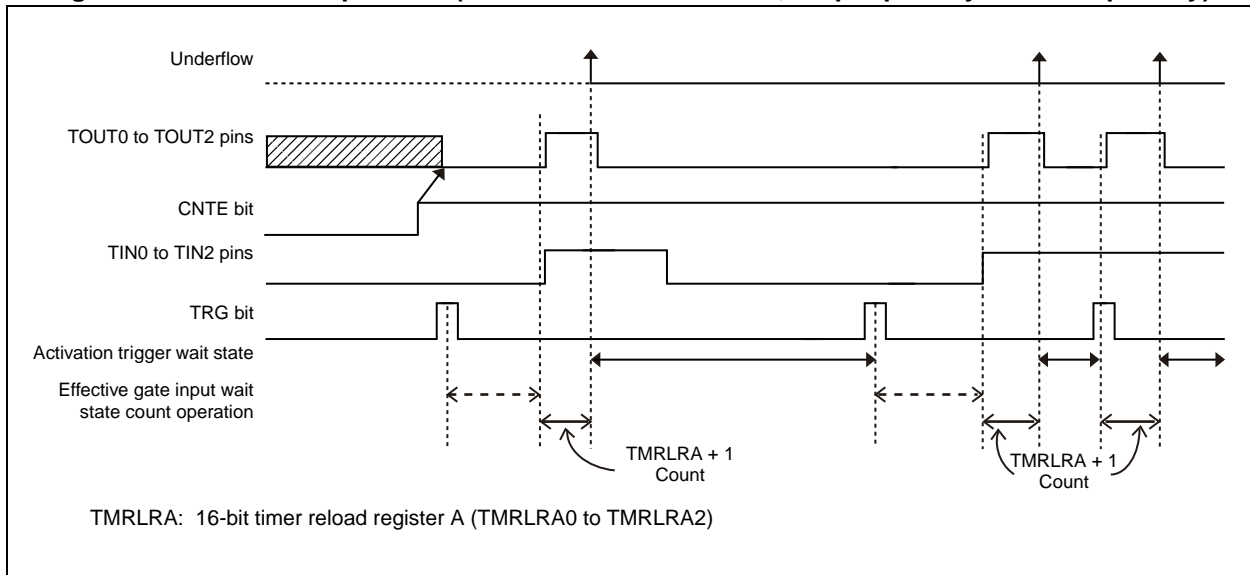 Underflow
TOUT0 to TOUT2 pins
CNTE bit
TIN0 to TIN2 pins
TRG bit
Activation trigger wait state
Effective gate input wait
state count operation
TMRLRA + 1
Count
TMRLRA + 1
Count
TMRLRA: 16-bit timer reload register A (TMRLRA0 to TMRLRA2)